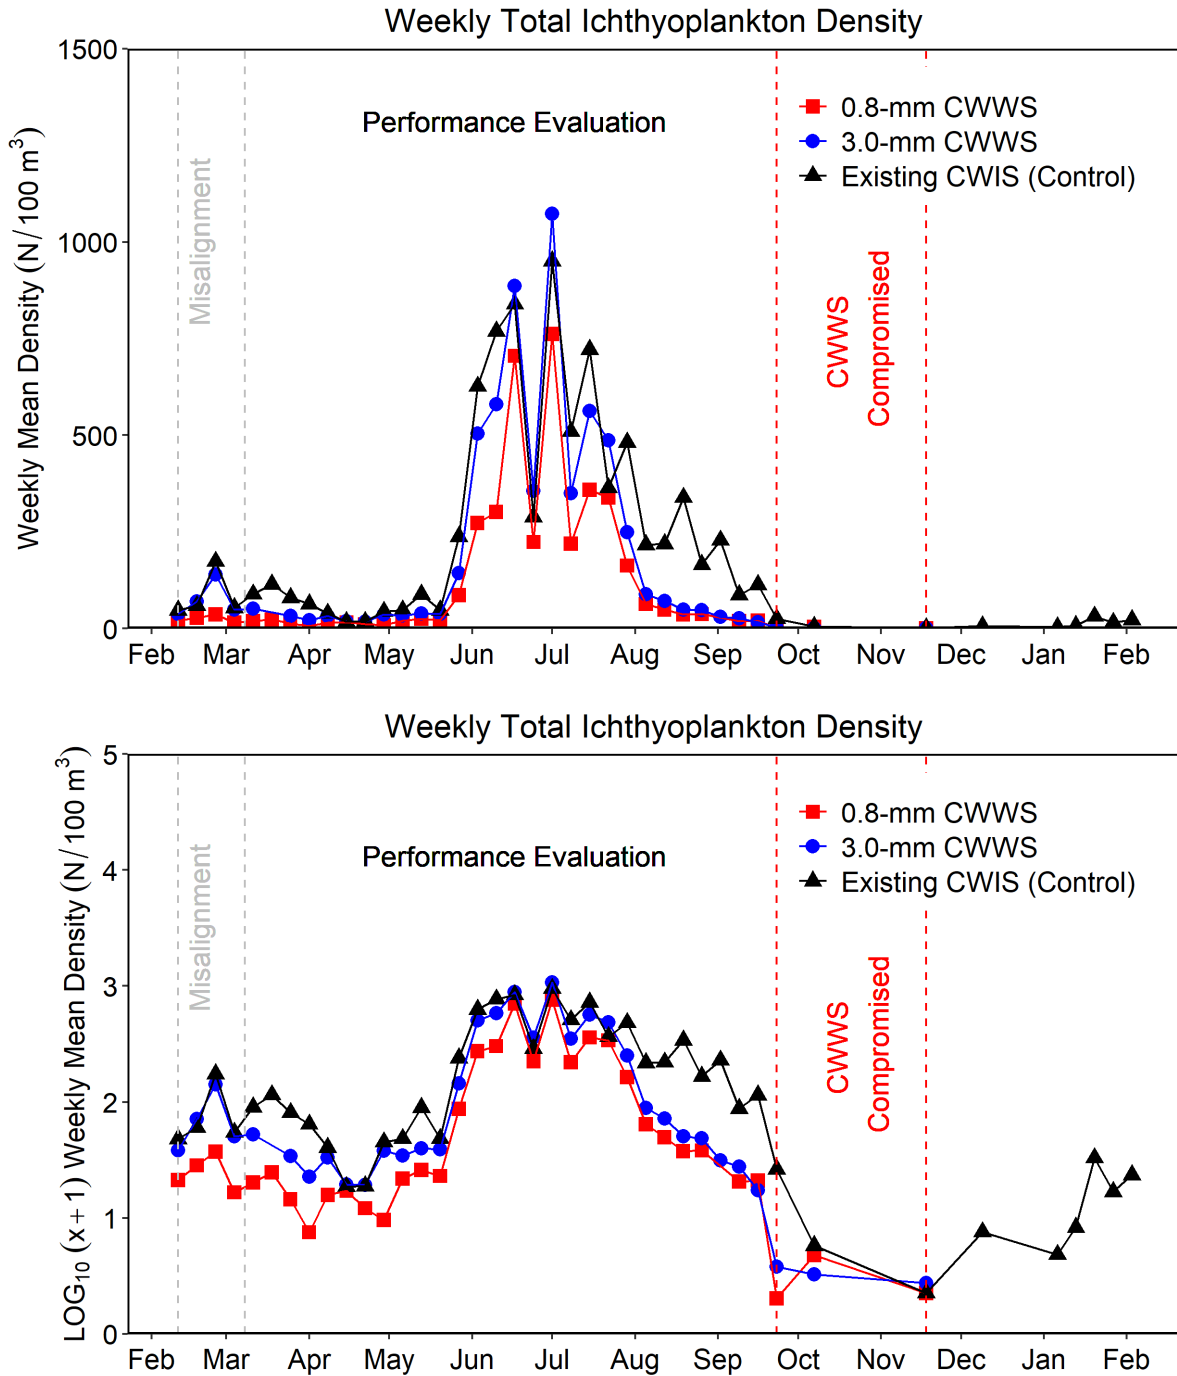 Weekly Total Ichthyoplankton Density
Weekly Mean Density (N/100 m³)
1500
1000
500
0
Misalignment
Performance Evaluation
0.8-mm CWWS
3.0-mm CWWS
Existing CWIS (Control)
CWWS
Compromised
Feb Mar Apr May Jun Jul Aug Sep Oct Nov Dec Jan Feb
Weekly Total Ichthyoplankton Density
LOG₁₀ (x + 1) Weekly Mean Density (N/100 m³)
5
4
3
2
1
0
Misalignment
Performance Evaluation
0.8-mm CWWS
3.0-mm CWWS
Existing CWIS (Control)
CWWS
Compromised
Feb Mar Apr May Jun Jul Aug Sep Oct Nov Dec Jan Feb